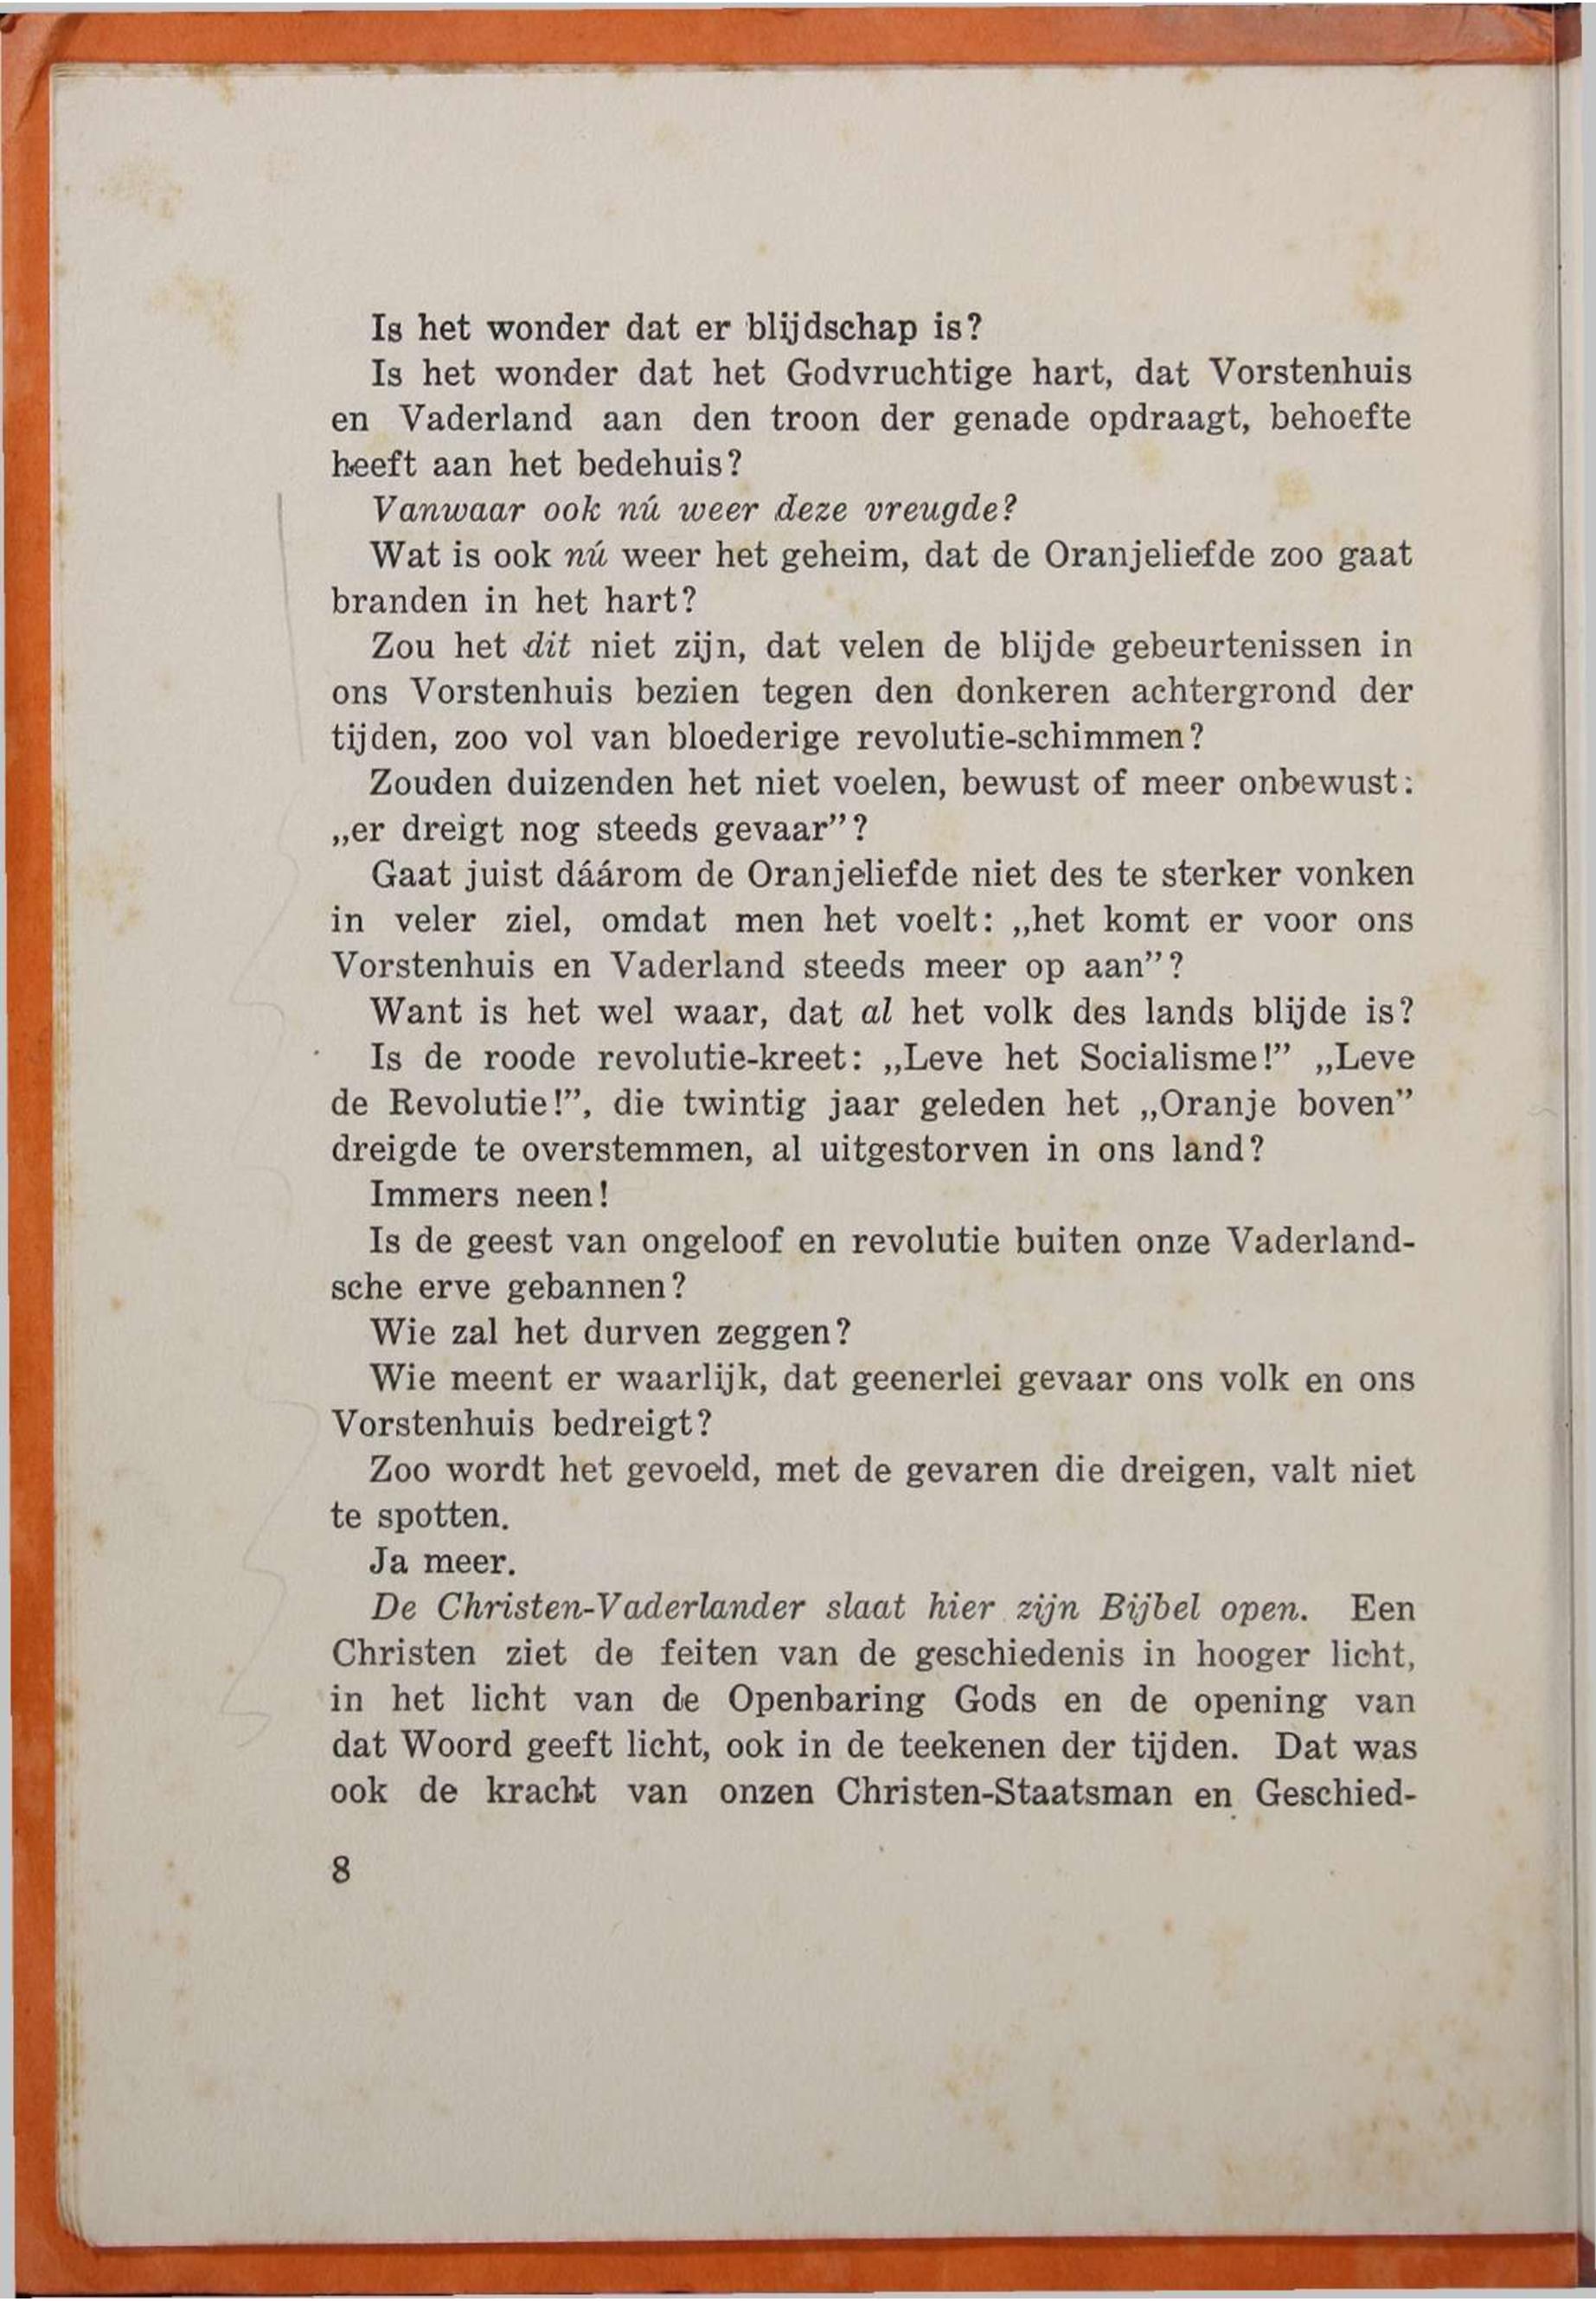 Is het wonder dat er blijdschap is?
Is het wonder dat het Godvruchtige hart, dat Vorstenhuis
en Vaderland aan den troon der genade opdraagt, behoefte
heeft aan het bedehuis?
Vanwaar ook nú weer deze vreugde?
Wat is ook nú weer het geheim, dat de Oranjeliefde zoo gaat
branden in het hart?
Zou het dit niet zijn, dat velen de blijde gebeurtenissen in
ons Vorstenhuis bezien tegen den donkeren achtergrond der
tijden, zoo vol van bloederige revolutie-schimmen?
Zouden duizenden het niet voelen, bewust of meer onbewust:
„er dreigt nog steeds gevaar”?
Gaat juist dáárom de Oranjeliefde niet des te sterker vonken
in veler ziel, omdat men het voelt: „het komt er voor ons
Vorstenhuis en Vaderland steeds meer op aan”?
Want is het wel waar, dat al het volk des lands blijde is?
Is de roode revolutie-kreet: „Leve het Socialisme!” „Leve
de Revolutie!”, die twintig jaar geleden het „Oranje boven”
dreigde te overstemmen, al uitgestorven in ons land?
Immers neen!
Is de geest van ongeloof en revolutie buiten onze Vaderland-
sche erve gebannen?
Wie zal het durven zeggen?
Wie meent er waarlijk, dat geenerlei gevaar ons volk en ons
Vorstenhuis bedreigt?
Zoo wordt het gevoeld, met de gevaren die dreigen, valt niet
te spotten.
Ja meer.
De Christen-Vaderlander slaat hier zijn Bijbel open. Een
Christen ziet de feiten van de geschiedenis in hooger licht,
in het licht van de Openbaring Gods en de opening van
dat Woord geeft licht, ook in de teekenen der tijden. Dat was
ook de kracht van onzen Christen-Staatsman en Geschied-
8